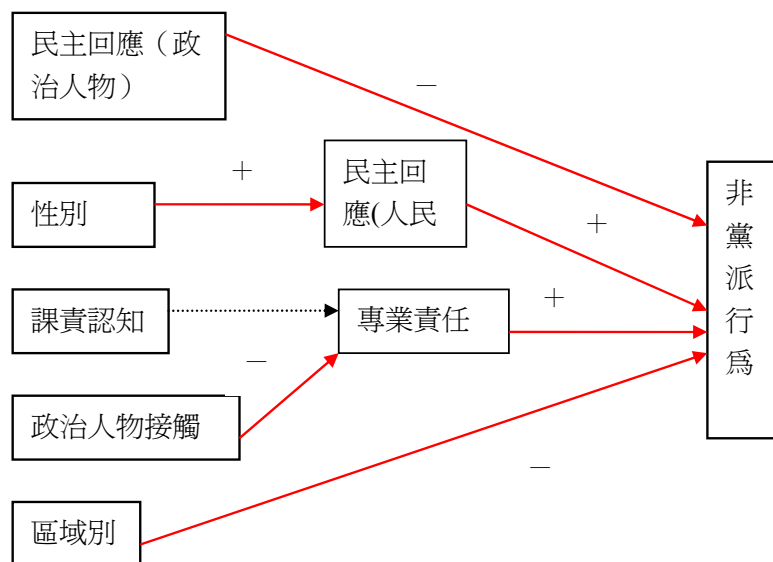 民主回應（政
治人物）
－
＋
民主回
應(人民
性別
＋
非
黨
派
行
為
課責認知
專業責任
＋
－
政治人物接觸
－
區域別